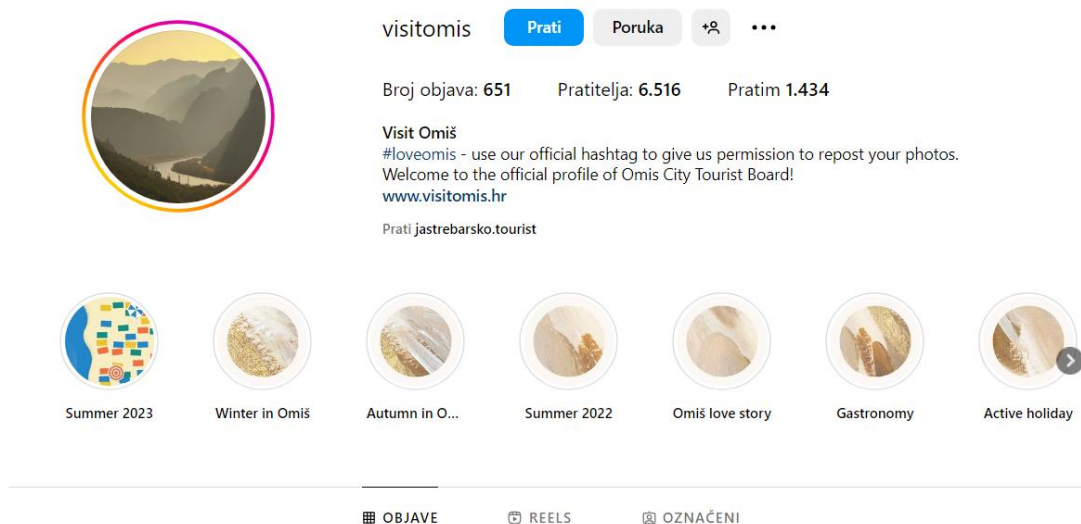 visitomis Prati Poruka
Broj objava: 651 Pratitelja: 6.516 Pratim 1.434
Visit Omiš
#loveomis - use our official hashtag to give us permission to repost your photos.
Welcome to the official profile of Omis City Tourist Board!
www.visitomis.hr
Prati jastrebarsko.tourist
Summer 2023 Winter in Omiš Autumn in O... Summer 2022 Omiš love story Gastronomy Active holiday
OBJAVE REELS OZNAČENI